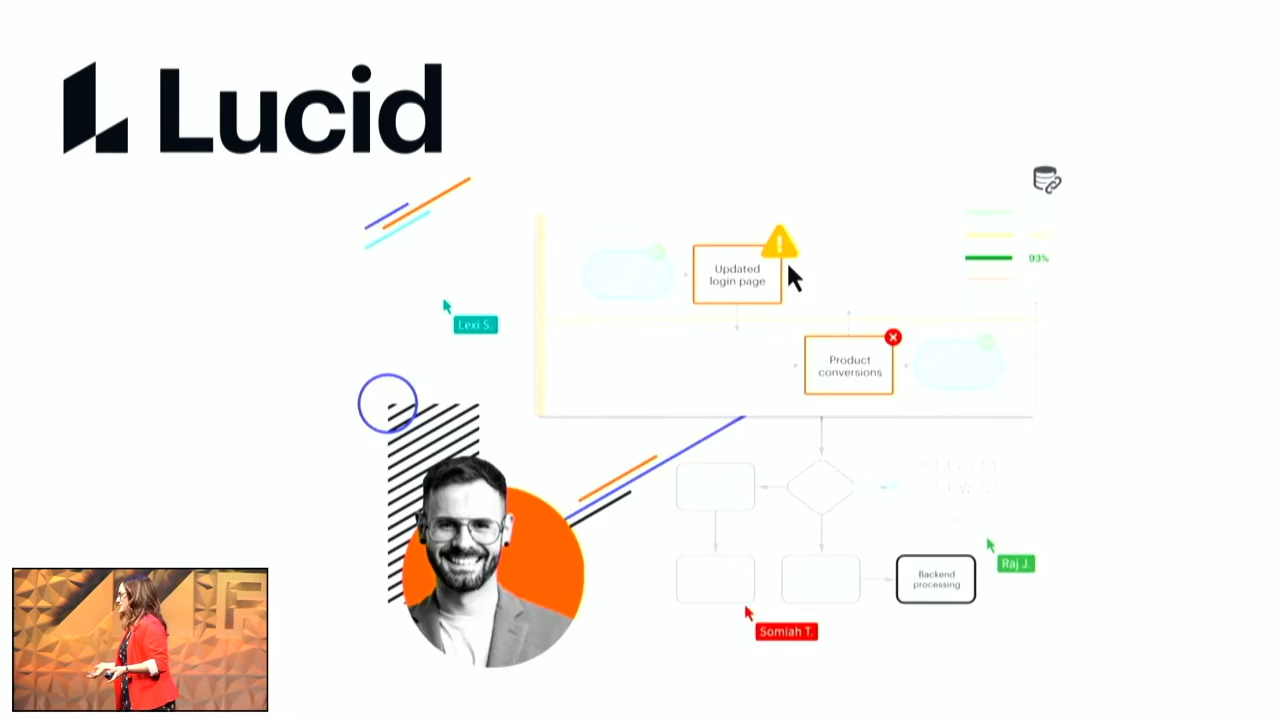 Lucid
Updated
login page
93%
Lexi S.
Product
conversions
Raj J.
Backend
processing
Somiah T.